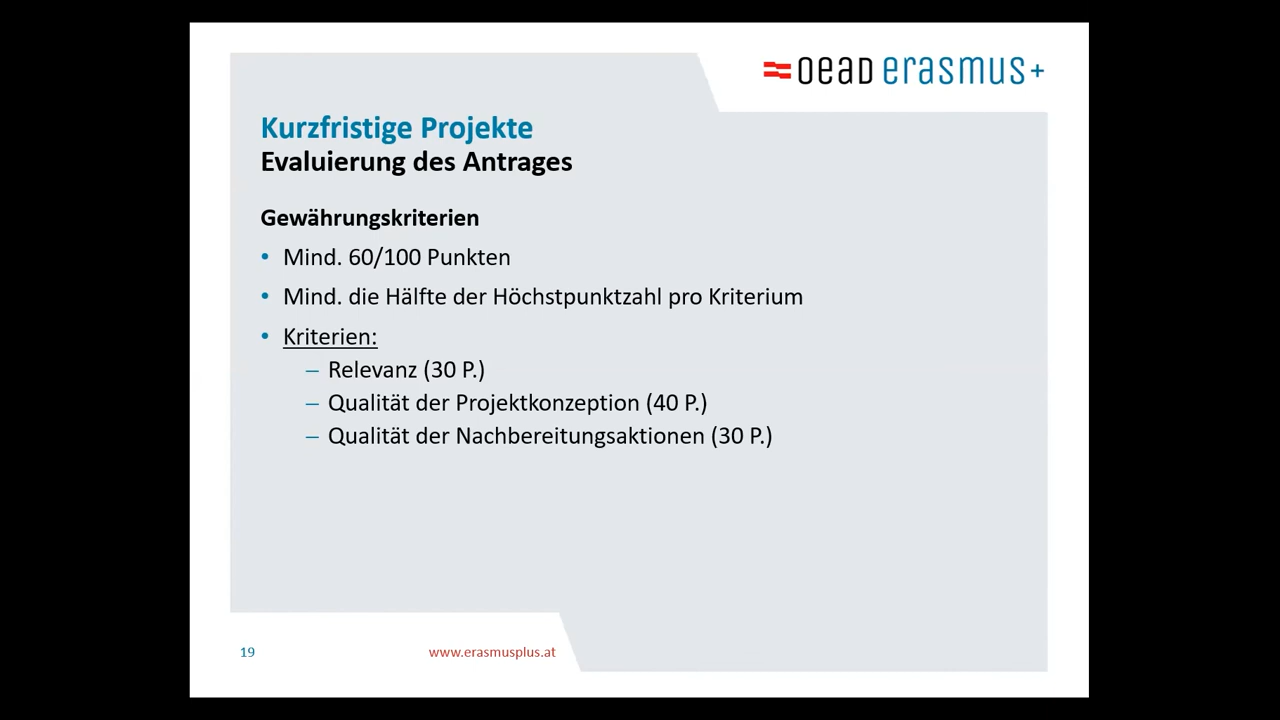 OEAD erasmus+
Kurzfristige Projekte
Evaluierung des Antrages
Gewährungskriterien
• Mind. 60/100 Punkten
• Mind. die Hälfte der Höchstpunktzahl pro Kriterium
• Kriterien:
– Relevanz (30 P.)
– Qualität der Projektkonzeption (40 P.)
– Qualität der Nachbereitungsaktionen (30 P.)
19
www.erasmusplus.at